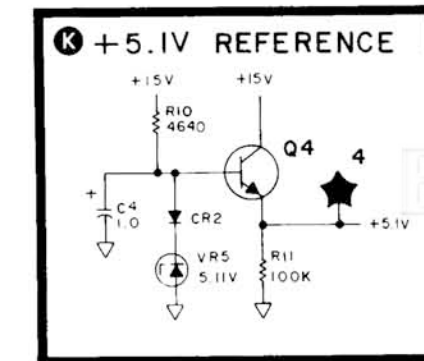 K +5.1V REFERENCE
+15V +15V
R10
4640
Q4
4
+
C4
1.0
CR2
+5.1V
VR5
5.11V
R11
100K